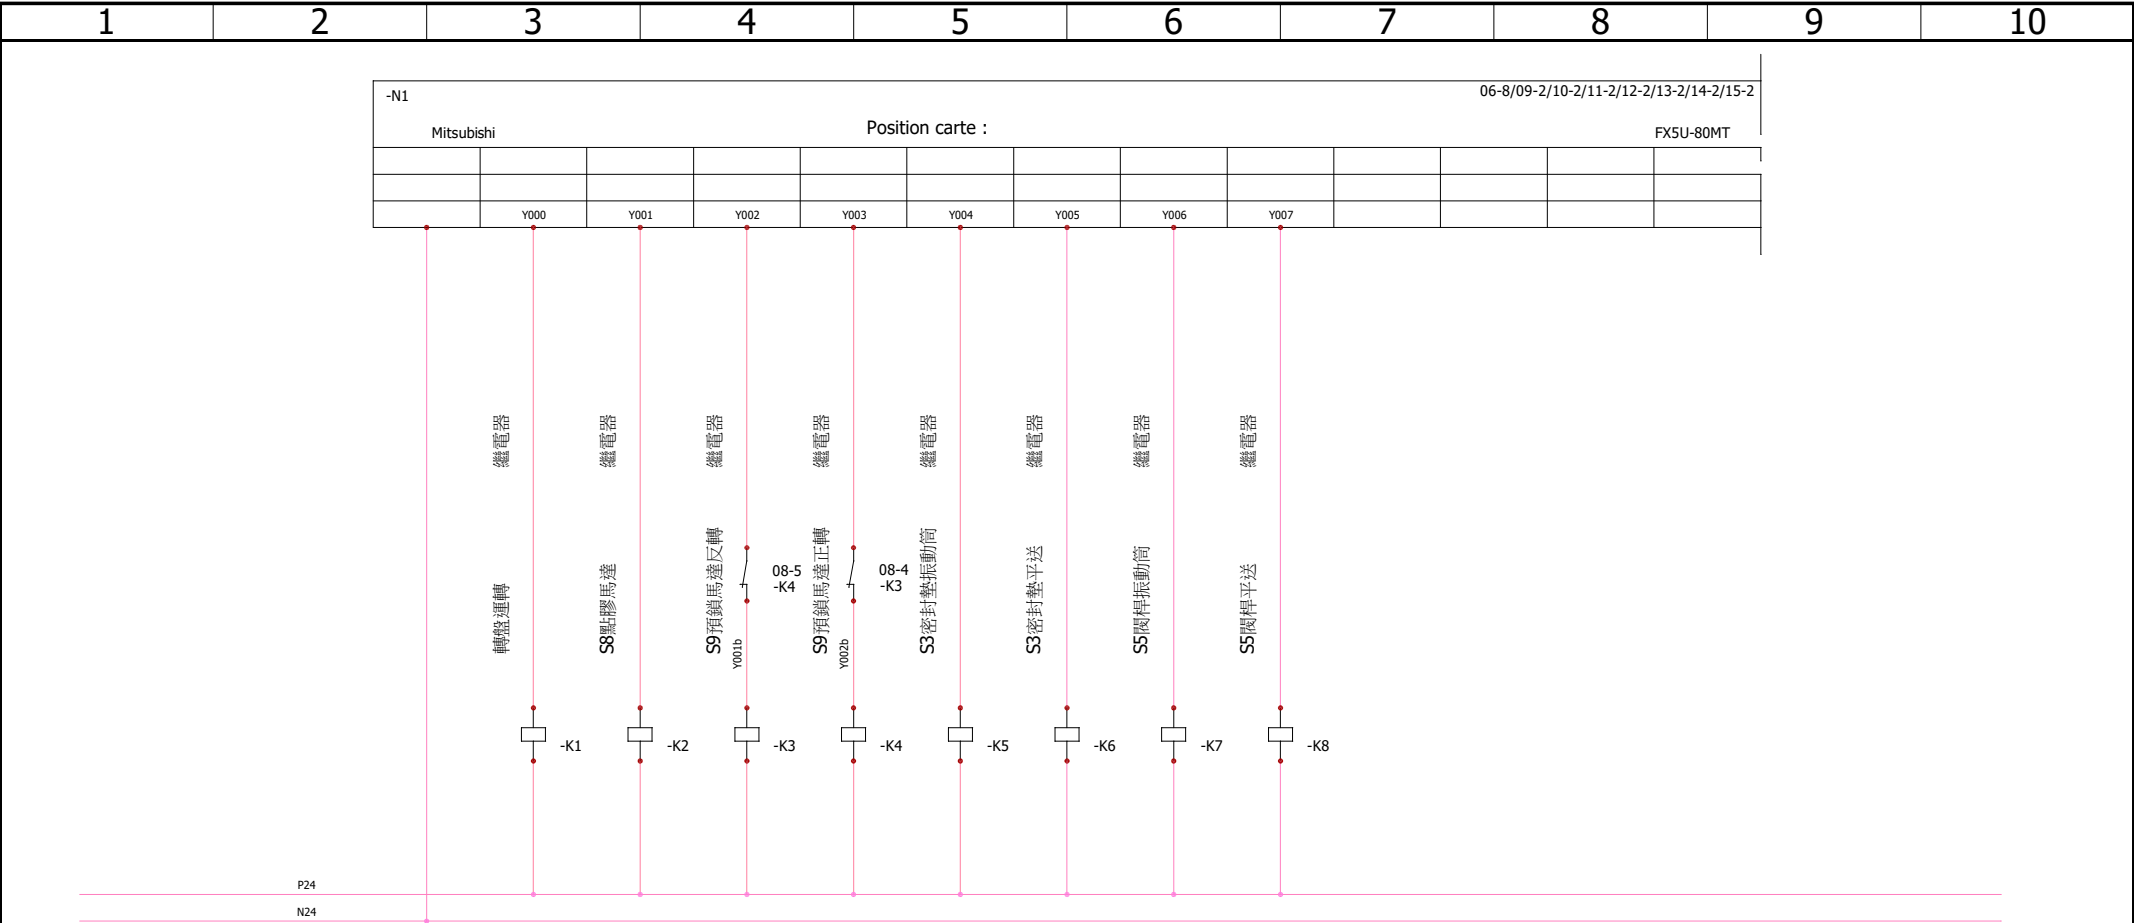 1 2 3 4 5 6 7 8 9 10
-N1 06-8/09-2/10-2/11-2/12-2/13-2/14-2/15-2
Mitsubishi Position carte : FX5U-80MT
Y000 Y001 Y002 Y003 Y004 Y005 Y006 Y007
轉盤運轉 繼電器
S8點膠馬達 繼電器
S9預鎖馬達反轉 繼電器
S9預鎖馬達正轉 繼電器
S3密封墊振動筒 繼電器
S3密封墊平送 繼電器
S5閥桿振動筒 繼電器
S5閥桿平送 繼電器
08-5
-K4
08-4
-K3
Y001b
Y002b
-K1 -K2 -K3 -K4 -K5 -K6 -K7 -K8
P24
N24